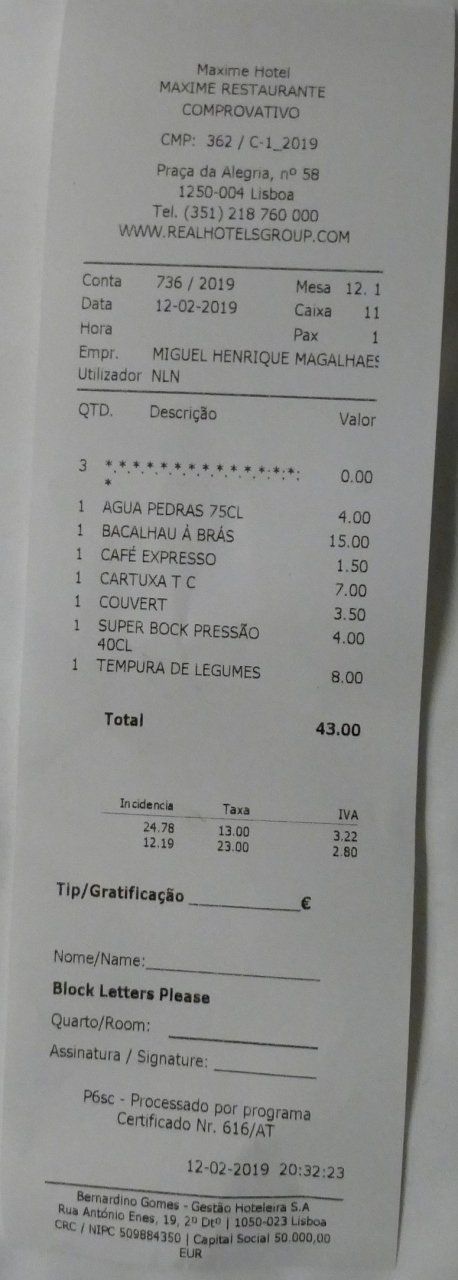 Maxime Hotel
MAXIME RESTAURANTE
COMPROVATIVO
CMP: 362 / C-1_2019
Praça da Alegria, nº 58
1250-004 Lisboa
Tel. (351) 218 760 000
WWW.REALHOTELSGROUP.COM
Conta 736 / 2019 Mesa 12. 1
Data 12-02-2019 Caixa 11
Hora Pax 1
Empr. MIGUEL HENRIQUE MAGALHAES
Utilizador NLN
QTD. Descrição Valor
3 *.*.*.*.*.*.*.*.*.*.*.*:*:*: 0.00
*
1 AGUA PEDRAS 75CL 4.00
1 BACALHAU À BRÁS 15.00
1 CAFÉ EXPRESSO 1.50
1 CARTUXA T C 7.00
1 COUVERT 3.50
1 SUPER BOCK PRESSÃO 4.00
40CL
1 TEMPURA DE LEGUMES 8.00
Total 43.00
Incidencia Taxa IVA
24.78 13.00 3.22
12.19 23.00 2.80
Tip/Gratificação ____________€
Nome/Name:____________
Block Letters Please
Quarto/Room: ____________
Assinatura / Signature: ____________
P6sc - Processado por programa
Certificado Nr. 616/AT
12-02-2019 20:32:23
Bernardino Gomes - Gestão Hoteleira S.A
Rua António Enes, 19, 2º Dtº | 1050-023 Lisboa
CRC / NIPC 509884350 | Capital Social 50.000,00
EUR